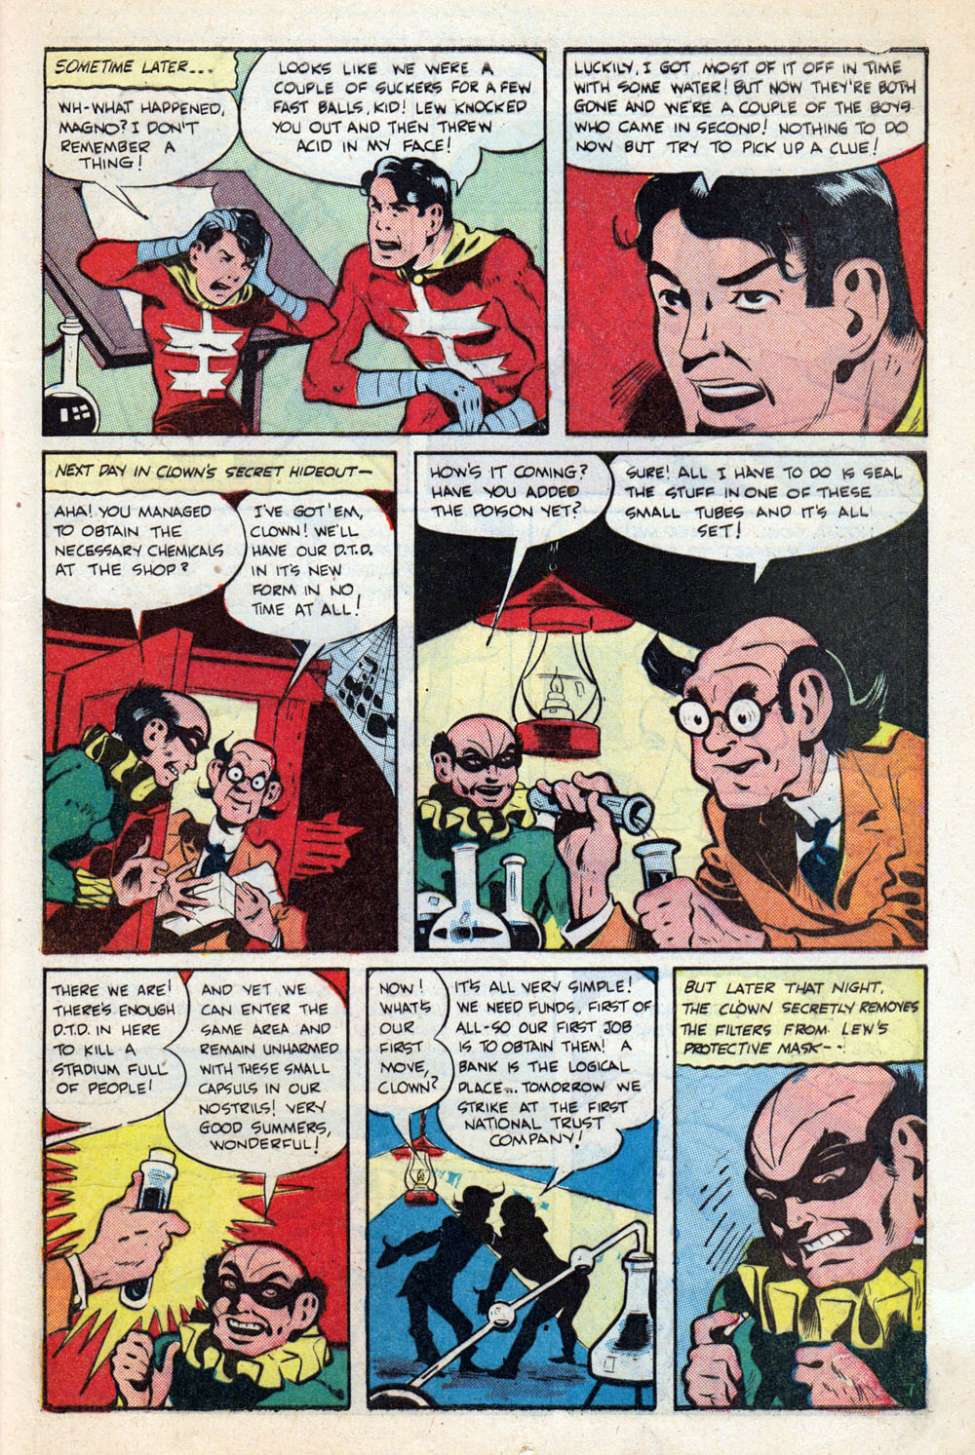 SOMETIME LATER...
WH-WHAT HAPPENED,
MAGNO? I DON'T
REMEMBER A
THING!
LOOKS LIKE WE WERE A
COUPLE OF SUCKERS FOR A FEW
FAST BALLS, KID! LEW KNOCKED
YOU OUT AND THEN THREW
ACID IN MY FACE!
LUCKILY, I GOT MOST OF IT OFF IN TIME
WITH SOME WATER! BUT NOW THEY'RE BOTH
GONE AND WE'RE A COUPLE OF THE BOYS
WHO CAME IN SECOND! NOTHING TO DO
NOW BUT TRY TO PICK UP A CLUE!
NEXT DAY IN CLOWN'S SECRET HIDEOUT—
AHA! YOU MANAGED
TO OBTAIN THE
NECESSARY CHEMICALS
AT THE SHOP?
I'VE GOT 'EM,
CLOWN! WE'LL
HAVE OUR D.T.D.
IN IT'S NEW
FORM IN NO
TIME AT ALL!
HOW'S IT COMING?
HAVE YOU ADDED
THE POISON YET?
SURE! ALL I HAVE TO DO IS SEAL
THE STUFF IN ONE OF THESE
SMALL TUBES AND IT'S ALL
SET!
THERE WE ARE!
THERE'S ENOUGH
D.T.D. IN HERE
TO KILL A
STADIUM FULL
OF PEOPLE!
AND YET WE
CAN ENTER THE
SAME AREA AND
REMAIN UNHARMED
WITH THESE SMALL
CAPSULS IN OUR
NOSTRILS! VERY
GOOD SUMMERS,
WONDERFUL!
NOW!
WHAT'S
OUR
FIRST
MOVE,
CLOWN?
IT'S ALL VERY SIMPLE!
WE NEED FUNDS, FIRST OF
ALL-SO OUR FIRST JOB
IS TO OBTAIN THEM! A
BANK IS THE LOGICAL
PLACE... TOMORROW WE
STRIKE AT THE FIRST
NATIONAL TRUST
COMPANY!
BUT LATER THAT NIGHT,
THE CLOWN SECRETLY REMOVES
THE FILTERS FROM LEW'S
PROTECTIVE MASK--
7